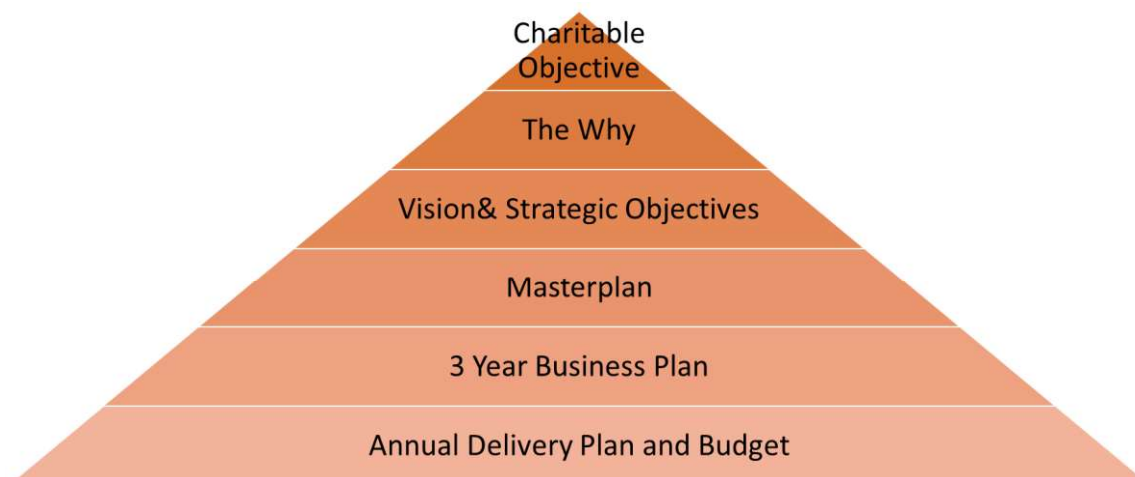 Charitable
Objective
The Why
Vision& Strategic Objectives
Masterplan
3 Year Business Plan
Annual Delivery Plan and Budget